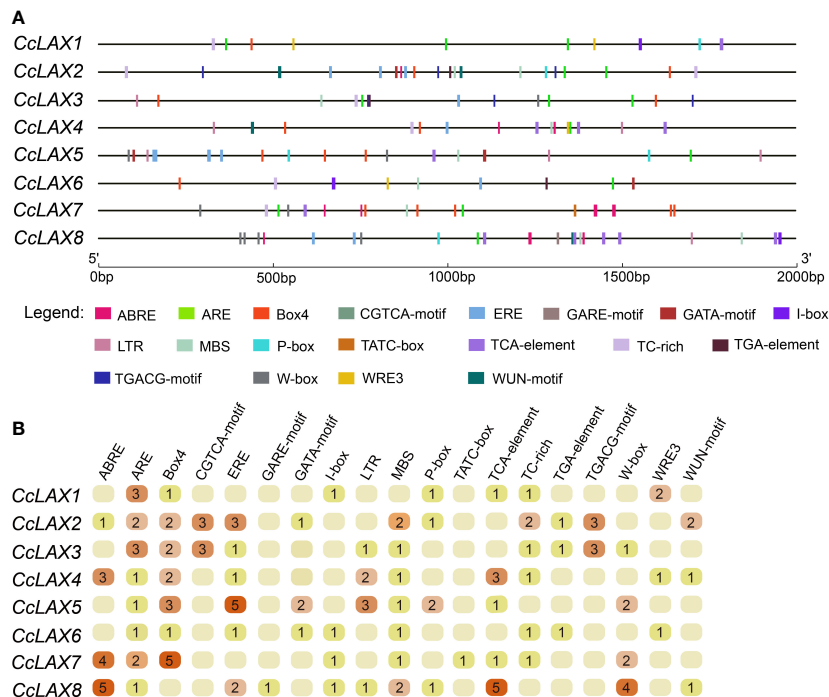 A
CcLAX1
CcLAX2
CcLAX3
CcLAX4
CcLAX5
CcLAX6
CcLAX7
CcLAX8
5' 3'
0bp 500bp 1000bp 1500bp 2000bp
Legend: ABRE ARE Box4 CGTCA-motif ERE GARE-motif GATA-motif I-box
LTR MBS P-box TATC-box TCA-element TC-rich TGA-element
TGACG-motif W-box WRE3 WUN-motif
B
ABRE ARE Box4 CGTCA-motif ERE GARE-motif GATA-motif I-box LTR MBS P-box TATC-box TCA-element TC-rich TGA-element TGACG-motif W-box WRE3 WUN-motif
CcLAX1 3 1 1 1 1 1 2
CcLAX2 1 2 2 3 3 1 2 1 2 1 3 2
CcLAX3 3 2 3 1 1 1 1 1 3 1
CcLAX4 3 1 2 1 2 1 3 1 1 1
CcLAX5 1 3 5 2 3 1 2 1 2
CcLAX6 1 1 1 1 1 1 1 1 1
CcLAX7 4 2 5 1 1 1 1 1 2
CcLAX8 5 1 2 1 1 1 2 1 5 4 1